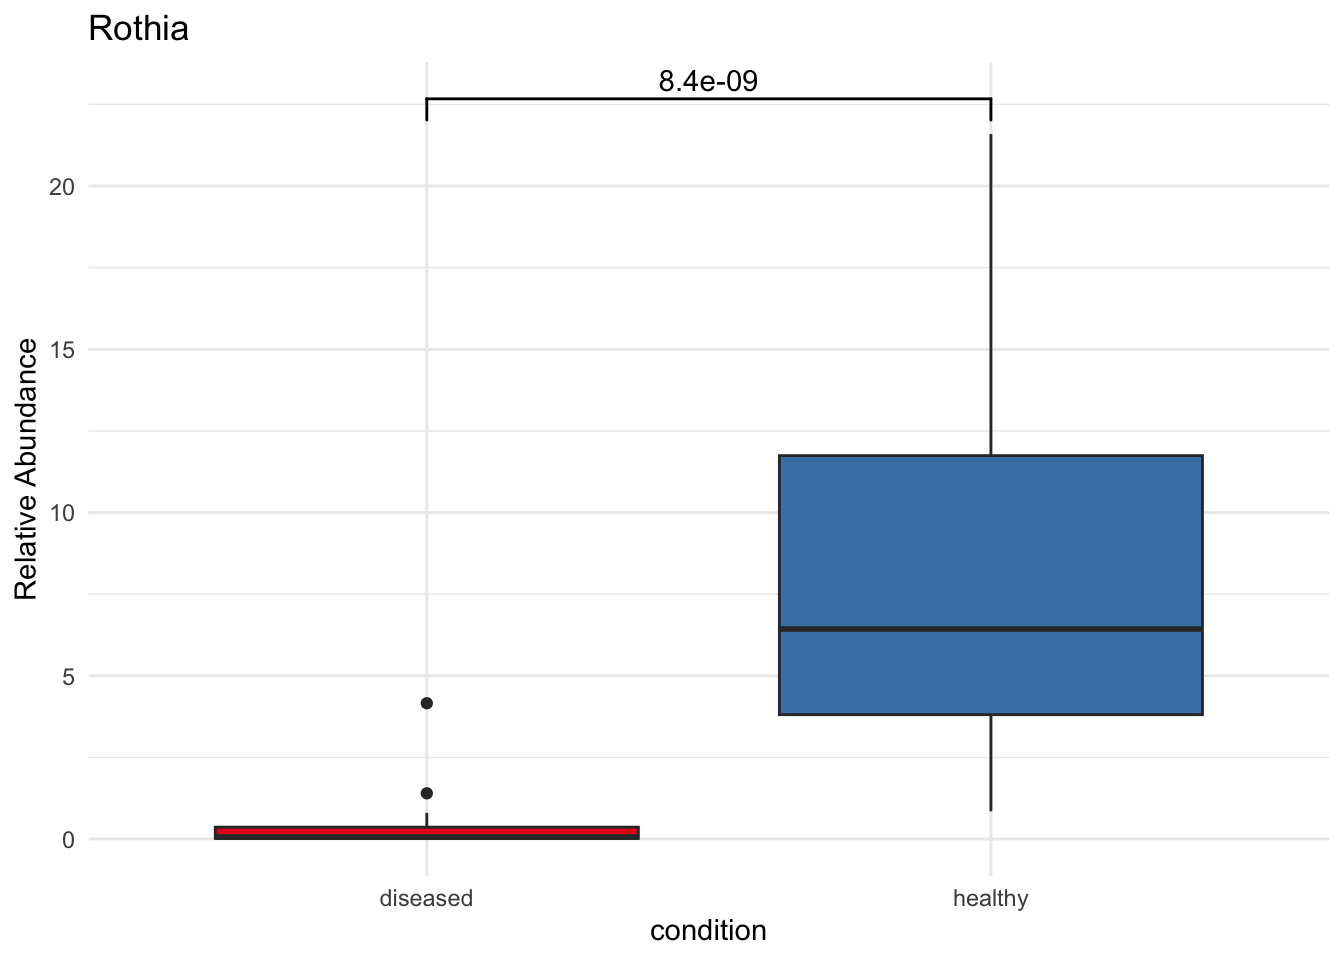 Rothia
8.4e-09
20
15
10
5
0
Relative Abundance
diseased
healthy
condition